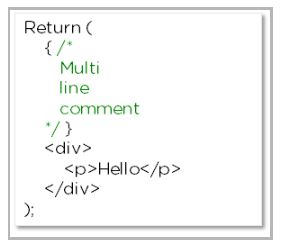 Return (
{ /*
Multi
line
comment
*/ }
<div>
<p>Hello</p>
</div>
);